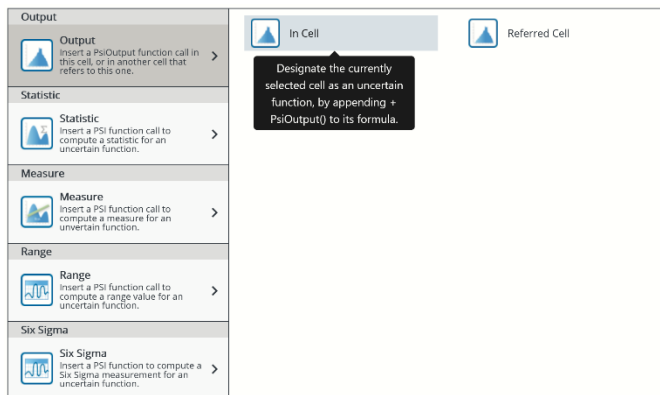 Output
Output
Insert a PsiOutput function call in
this cell, or in another cell that
refers to this one.
Statistic
Statistic
Insert a PSI function call to
compute a statistic for an
uncertain function.
Measure
Measure
Insert a PSI function call to
compute a measure for an
unvertain function.
Range
Range
Insert a PSI function call to
compute a range value for an
uncertain function.
Six Sigma
Six Sigma
Insert a PSI function to compute a
Six Sigma measurement for an
uncertain function.
In Cell
Referred Cell
Designate the currently
selected cell as an uncertain
function, by appending +
PsiOutput() to its formula.